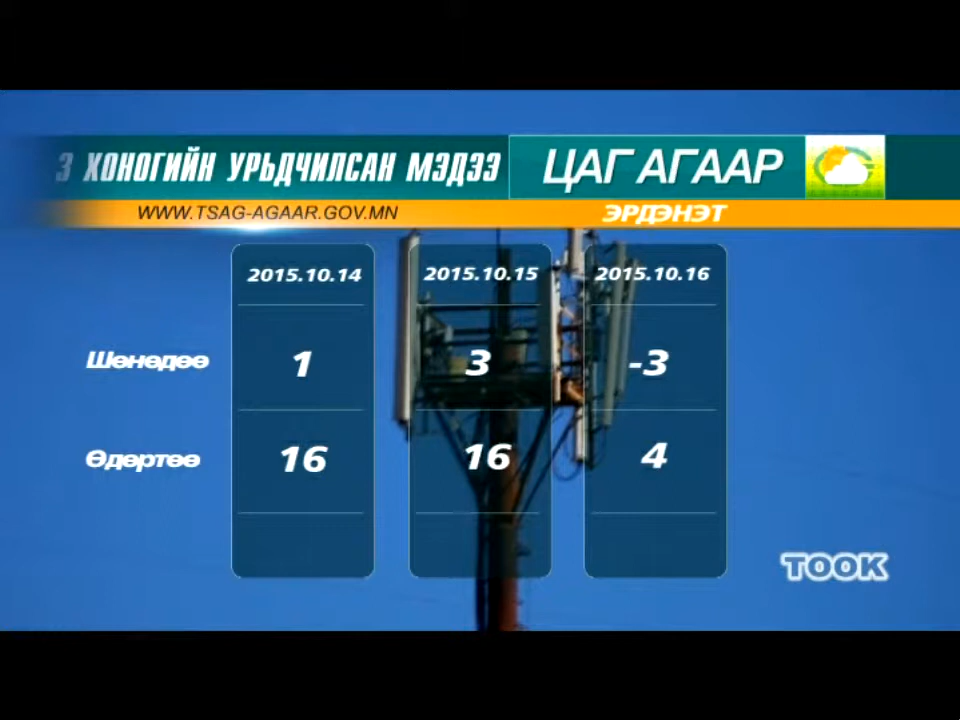 3 ХОНОГИЙН УРЬДЧИЛСАН МЭДЭЭ ЦАГ АГААР
WWW.TSAG-AGAAR.GOV.MN ЭРДЭНЭТ
2015.10.14 2015.10.15 2015.10.16
Шөнөдөө 1 3 -3
Өдөртөө 16 16 4
ТООК